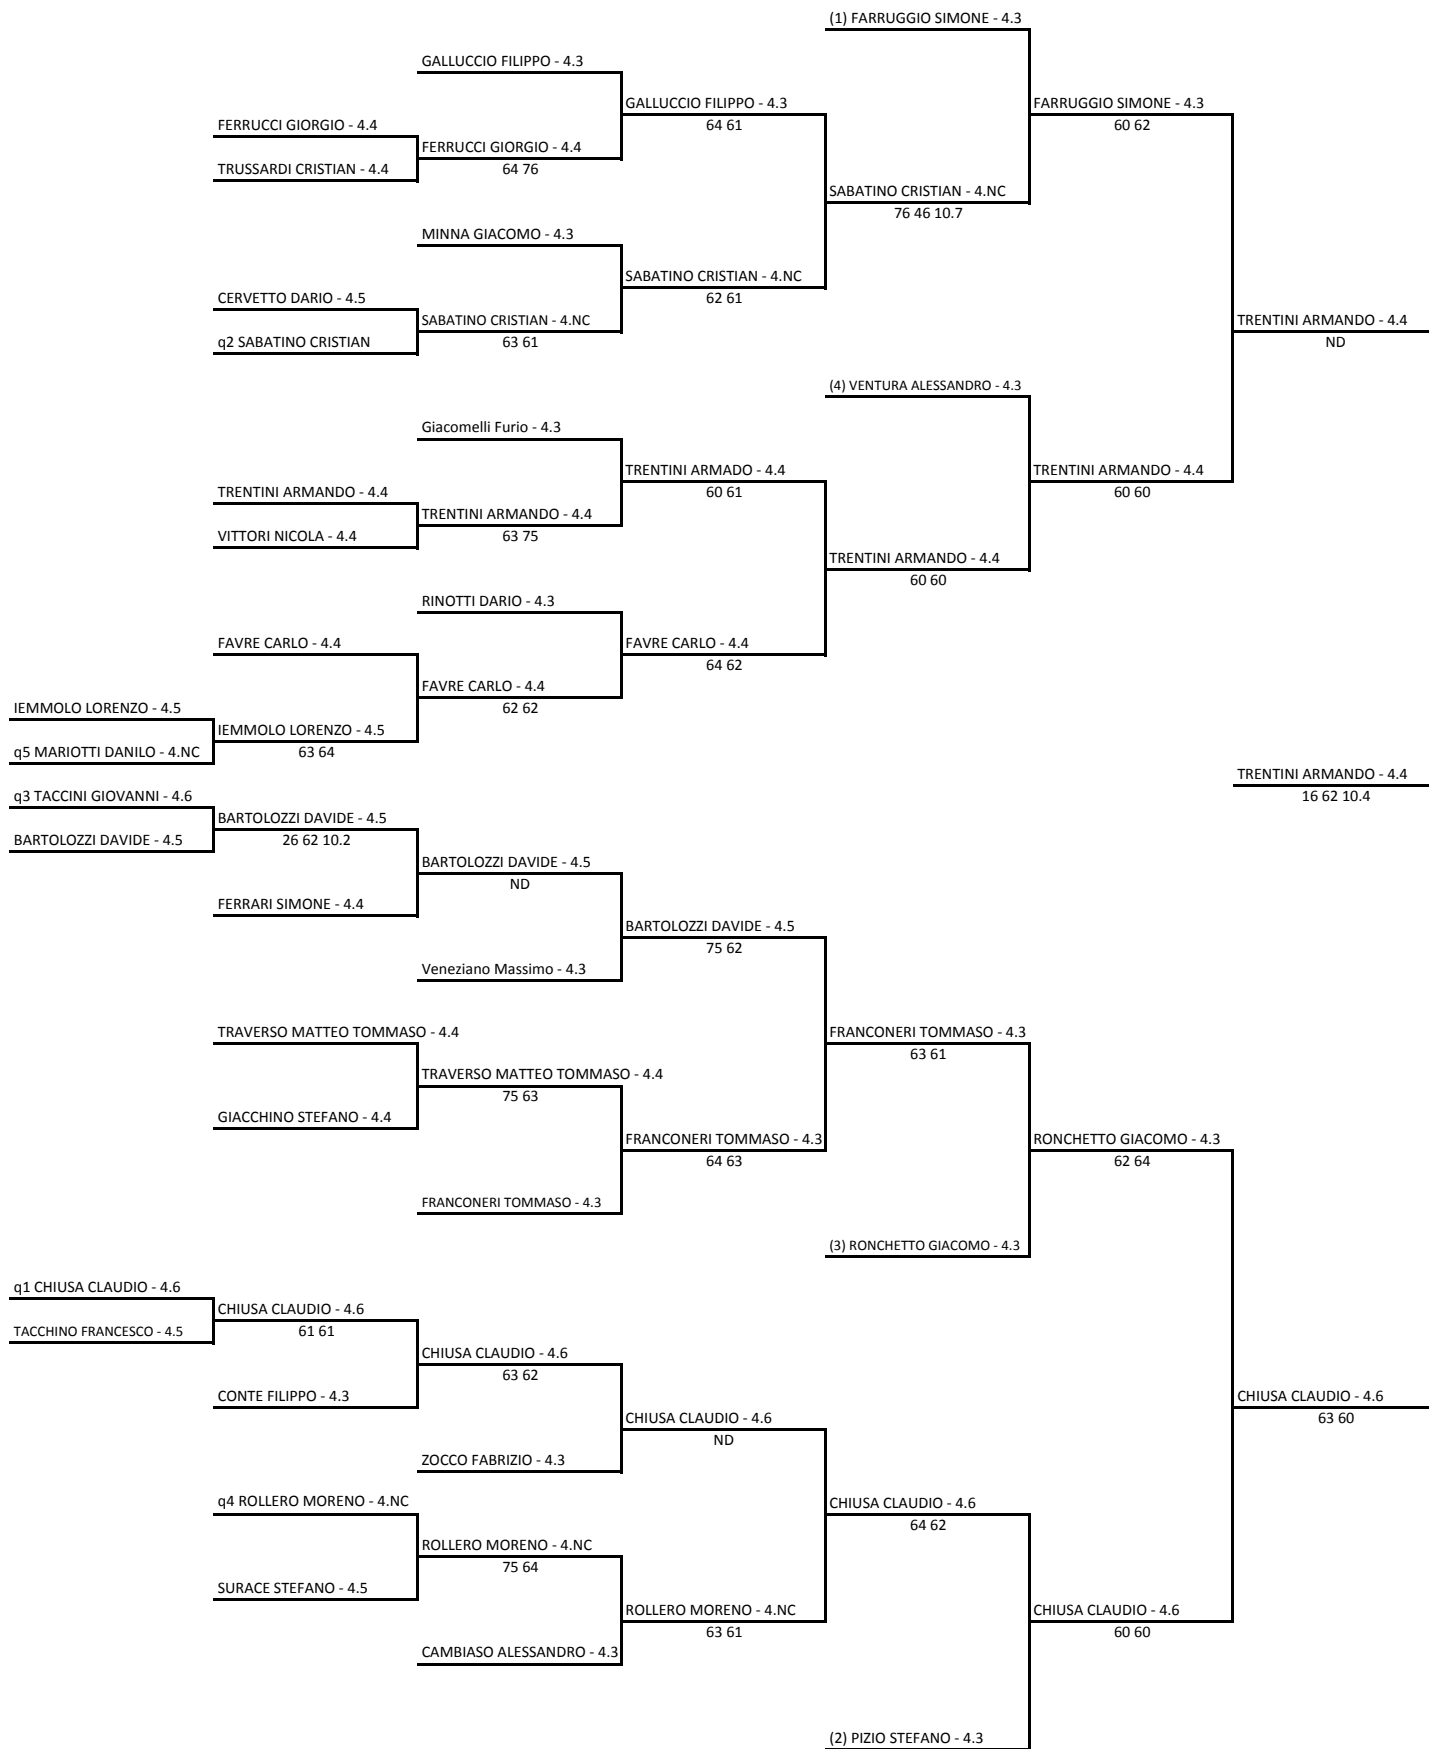 (1) FARRUGGIO SIMONE - 4.3
GALLUCCIO FILIPPO - 4.3
GALLUCCIO FILIPPO - 4.3
FARRUGGIO SIMONE - 4.3
64 61
60 62
FERRUCCI GIORGIO - 4.4
FERRUCCI GIORGIO - 4.4
TRUSSARDI CRISTIAN - 4.4
64 76
SABATINO CRISTIAN - 4.NC
76 46 10.7
MINNA GIACOMO - 4.3
SABATINO CRISTIAN - 4.NC
62 61
CERVETTO DARIO - 4.5
SABATINO CRISTIAN - 4.NC
TRENTINI ARMANDO - 4.4
q2 SABATINO CRISTIAN
63 61
ND
(4) VENTURA ALESSANDRO - 4.3
Giacomelli Furio - 4.3
TRENTINI ARMADO - 4.4
TRENTINI ARMANDO - 4.4
60 61
60 60
TRENTINI ARMANDO - 4.4
TRENTINI ARMANDO - 4.4
VITTORI NICOLA - 4.4
63 75
TRENTINI ARMANDO - 4.4
60 60
RINOTTI DARIO - 4.3
FAVRE CARLO - 4.4
FAVRE CARLO - 4.4
64 62
FAVRE CARLO - 4.4
62 62
IEMMOLO LORENZO - 4.5
IEMMOLO LORENZO - 4.5
q5 MARIOTTI DANILO - 4.NC
63 64
TRENTINI ARMANDO - 4.4
16 62 10.4
q3 TACCINI GIOVANNI - 4.6
BARTOLOZZI DAVIDE - 4.5
BARTOLOZZI DAVIDE - 4.5
26 62 10.2
BARTOLOZZI DAVIDE - 4.5
ND
FERRARI SIMONE - 4.4
BARTOLOZZI DAVIDE - 4.5
75 62
Veneziano Massimo - 4.3
TRAVERSO MATTEO TOMMASO - 4.4
FRANCONERI TOMMASO - 4.3
63 61
TRAVERSO MATTEO TOMMASO - 4.4
75 63
GIACCHINO STEFANO - 4.4
FRANCONERI TOMMASO - 4.3
RONCHETTO GIACOMO - 4.3
64 63
62 64
FRANCONERI TOMMASO - 4.3
(3) RONCHETTO GIACOMO - 4.3
q1 CHIUSA CLAUDIO - 4.6
CHIUSA CLAUDIO - 4.6
TACCHINO FRANCESCO - 4.5
61 61
CHIUSA CLAUDIO - 4.6
63 62
CONTE FILIPPO - 4.3
CHIUSA CLAUDIO - 4.6
63 60
CHIUSA CLAUDIO - 4.6
ND
ZOCCO FABRIZIO - 4.3
q4 ROLLERO MORENO - 4.NC
CHIUSA CLAUDIO - 4.6
64 62
ROLLERO MORENO - 4.NC
75 64
SURACE STEFANO - 4.5
ROLLERO MORENO - 4.NC
CHIUSA CLAUDIO - 4.6
63 61
60 60
CAMBIASO ALESSANDRO - 4.3
(2) PIZIO STEFANO - 4.3